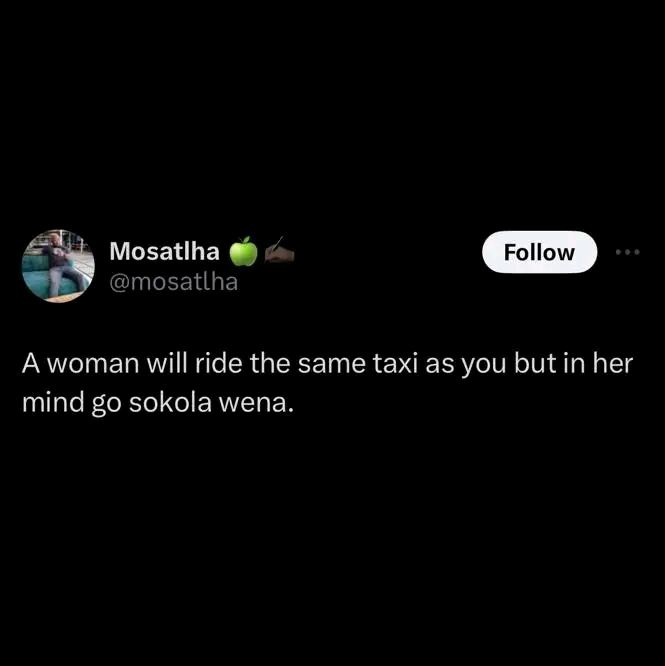 Mosatlha 🍏✍🏿
Follow
@mosatlha
A woman will ride the same taxi as you but in her
mind go sokola wena.